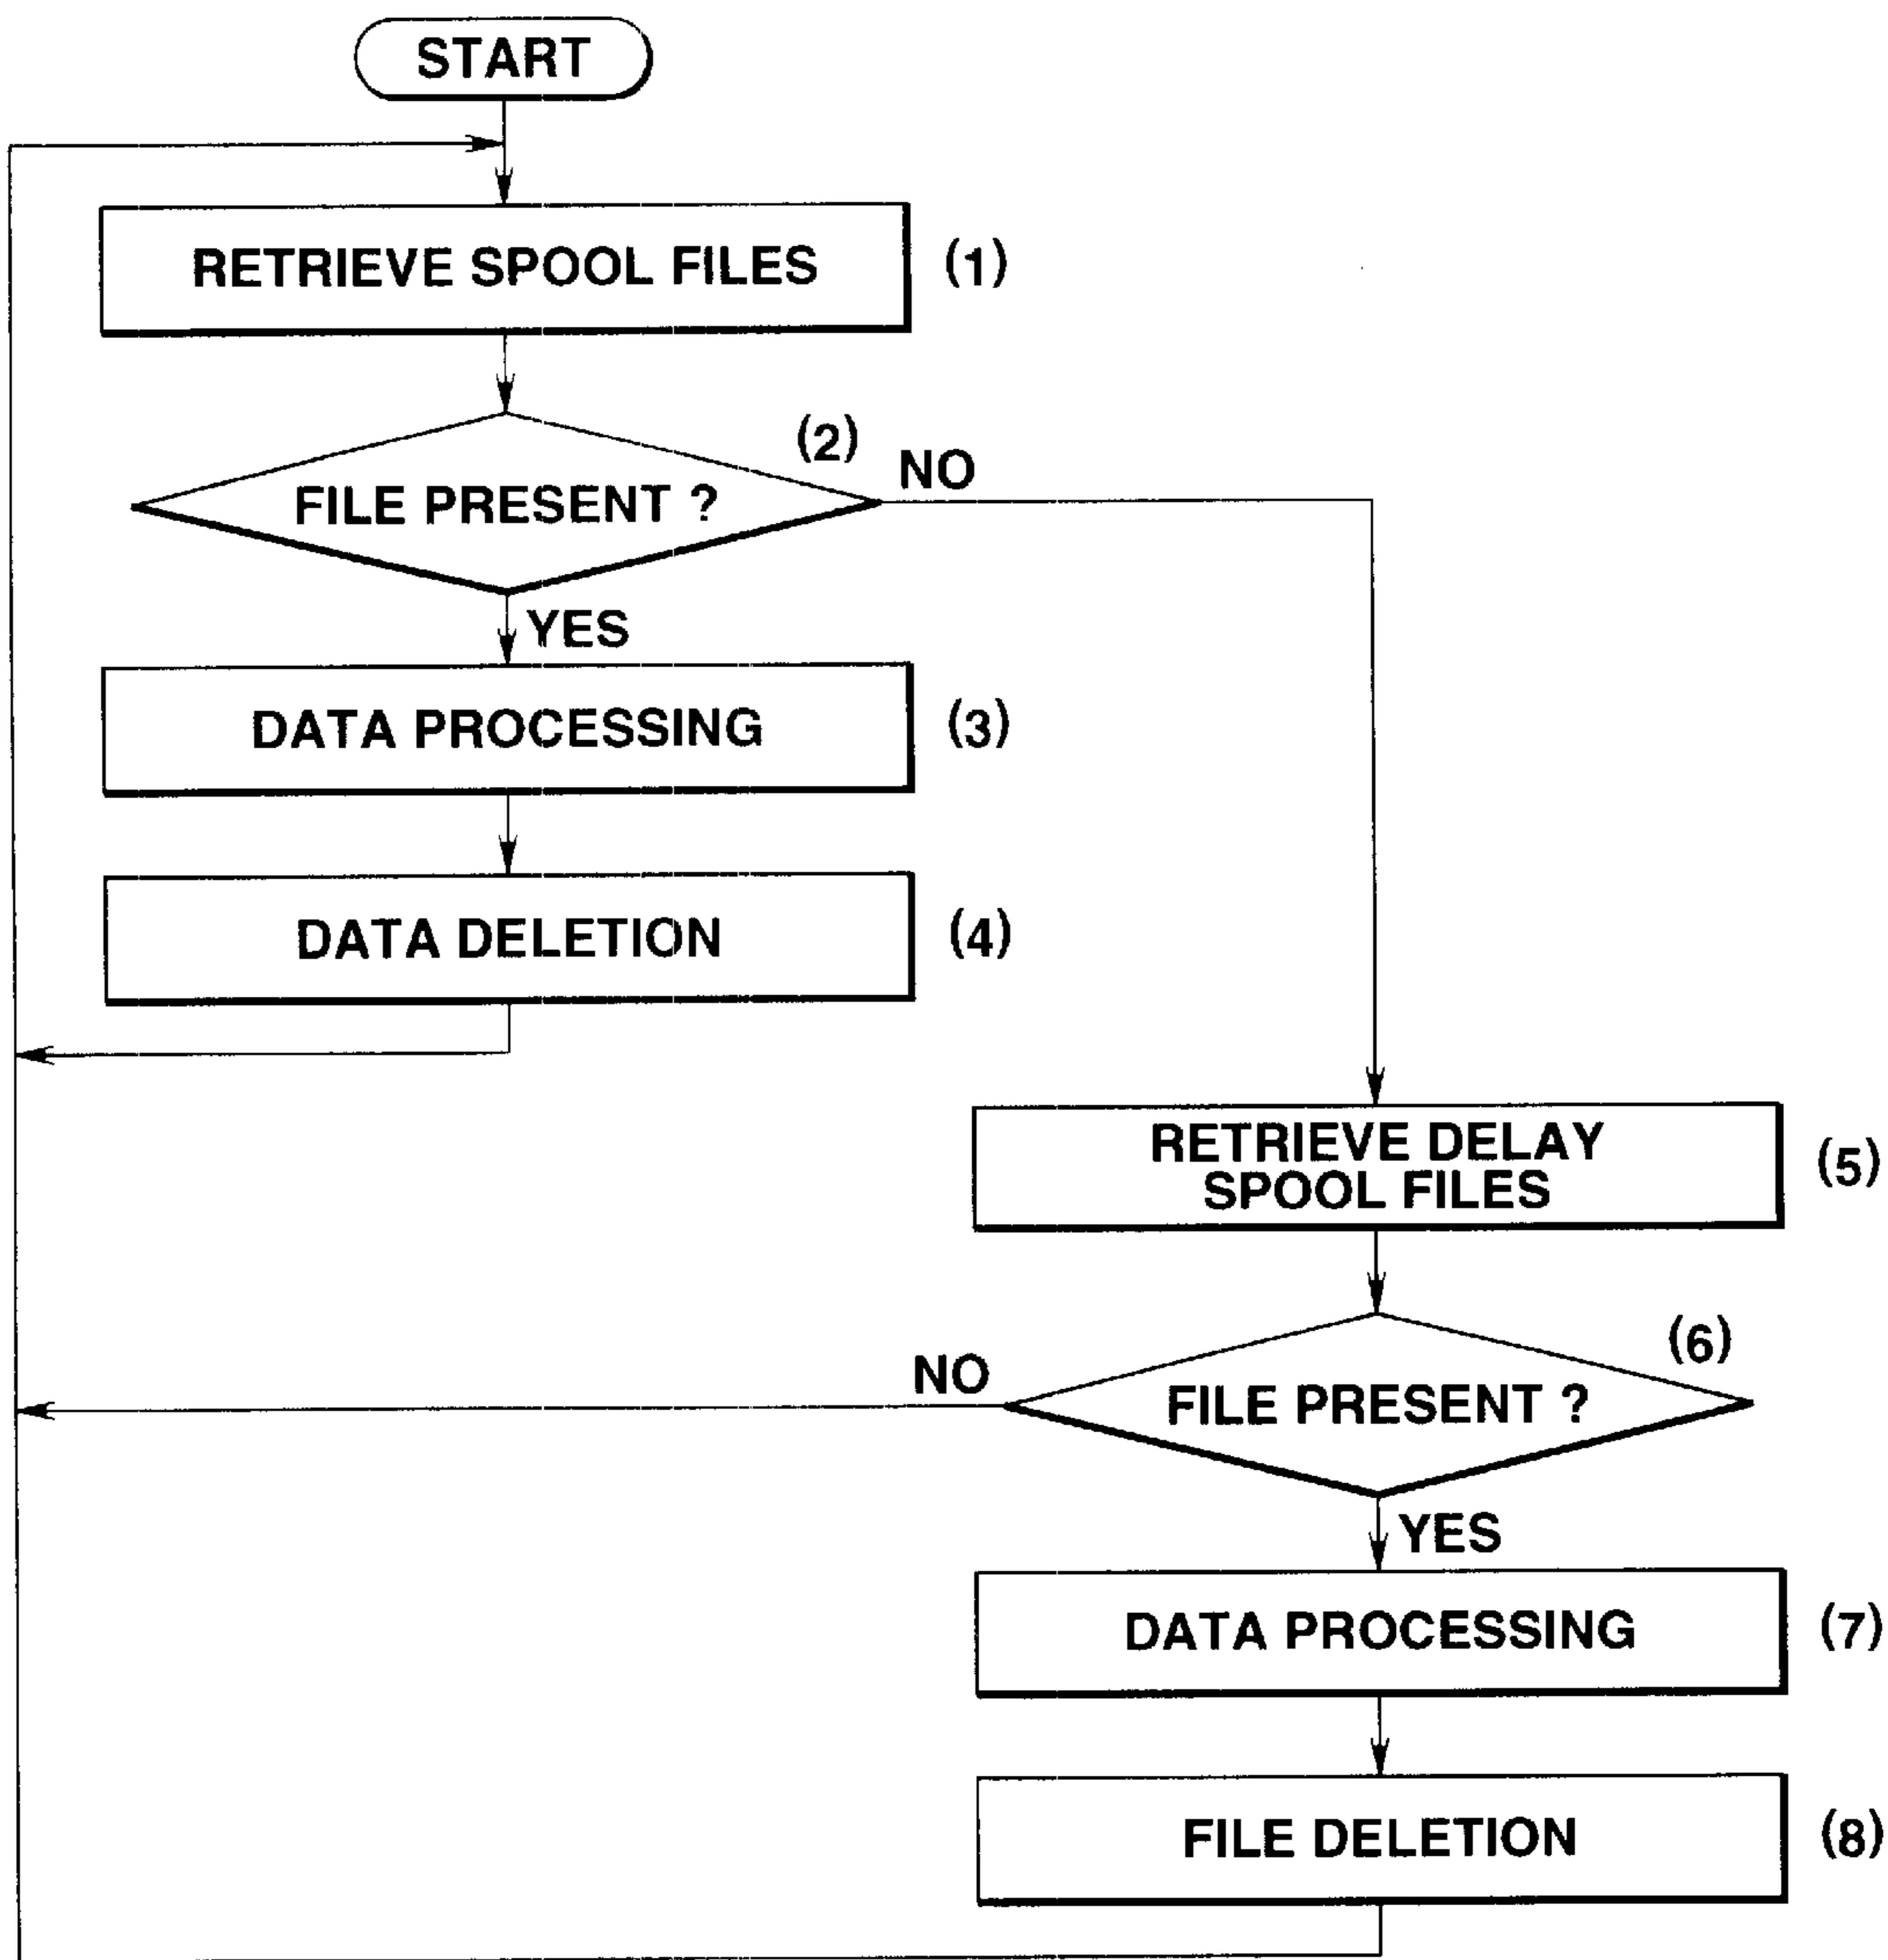 START
RETRIEVE SPOOL FILES (1)
(2)
FILE PRESENT ? NO
YES
DATA PROCESSING (3)
DATA DELETION (4)
RETRIEVE DELAY
SPOOL FILES (5)
(6)
NO FILE PRESENT ?
YES
DATA PROCESSING (7)
FILE DELETION (8)